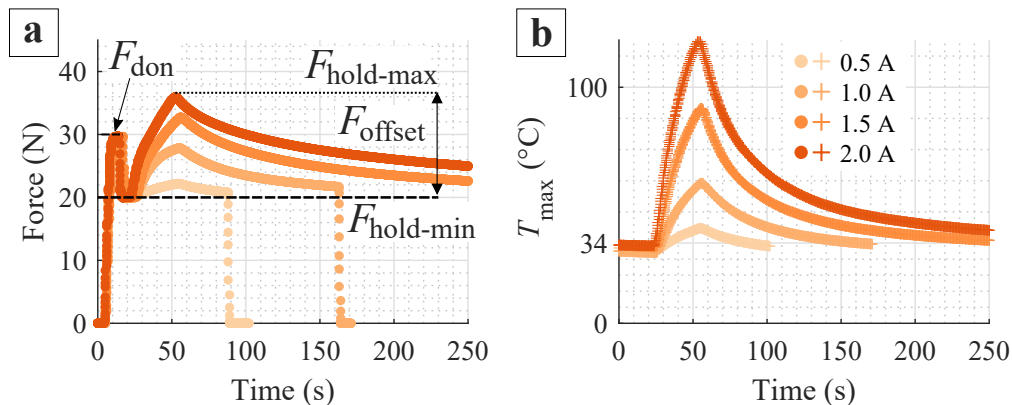 a
F_don
F_hold-max
F_offset
F_hold-min
Force (N)
40
30
20
10
0
0 50 100 150 200 250
Time (s)
b
0.5 A
1.0 A
1.5 A
2.0 A
T_max (°C)
100
34
0
0 50 100 150 200 250
Time (s)